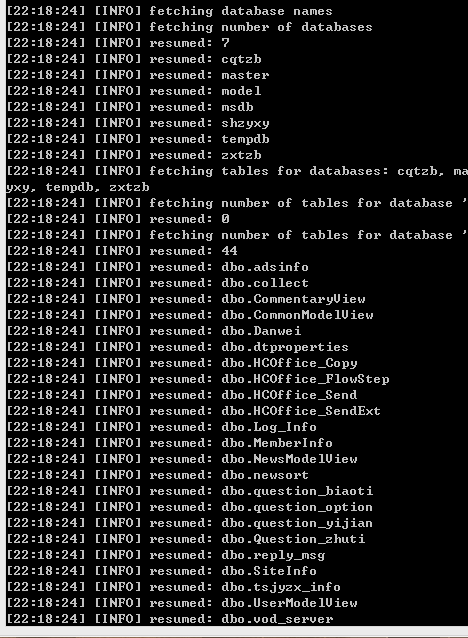 [22:18:24] [INFO] fetching database names
[22:18:24] [INFO] fetching number of databases
[22:18:24] [INFO] resumed: 7
[22:18:24] [INFO] resumed: cqtzb
[22:18:24] [INFO] resumed: master
[22:18:24] [INFO] resumed: model
[22:18:24] [INFO] resumed: msdb
[22:18:24] [INFO] resumed: shzyxy
[22:18:24] [INFO] resumed: tempdb
[22:18:24] [INFO] resumed: zxtzb
[22:18:24] [INFO] fetching tables for databases: cqtzb, ma
yxy, tempdb, zxtzb
[22:18:24] [INFO] fetching number of tables for database '
[22:18:24] [INFO] resumed: 0
[22:18:24] [INFO] fetching number of tables for database '
[22:18:24] [INFO] resumed: 44
[22:18:24] [INFO] resumed: dbo.adsinfo
[22:18:24] [INFO] resumed: dbo.collect
[22:18:24] [INFO] resumed: dbo.CommentaryView
[22:18:24] [INFO] resumed: dbo.CommonModelView
[22:18:24] [INFO] resumed: dbo.Danwei
[22:18:24] [INFO] resumed: dbo.dtproperties
[22:18:24] [INFO] resumed: dbo.HCOffice_Copy
[22:18:24] [INFO] resumed: dbo.HCOffice_FlowStep
[22:18:24] [INFO] resumed: dbo.HCOffice_Send
[22:18:24] [INFO] resumed: dbo.HCOffice_SendExt
[22:18:24] [INFO] resumed: dbo.Log_Info
[22:18:24] [INFO] resumed: dbo.MemberInfo
[22:18:24] [INFO] resumed: dbo.NewsModelView
[22:18:24] [INFO] resumed: dbo.newsort
[22:18:24] [INFO] resumed: dbo.question_biaoti
[22:18:24] [INFO] resumed: dbo.question_option
[22:18:24] [INFO] resumed: dbo.question_yijian
[22:18:24] [INFO] resumed: dbo.Question_zhuti
[22:18:24] [INFO] resumed: dbo.reply_msg
[22:18:24] [INFO] resumed: dbo.SiteInfo
[22:18:24] [INFO] resumed: dbo.tsjyzx_info
[22:18:24] [INFO] resumed: dbo.UserModelView
[22:18:24] [INFO] resumed: dbo.vod_server